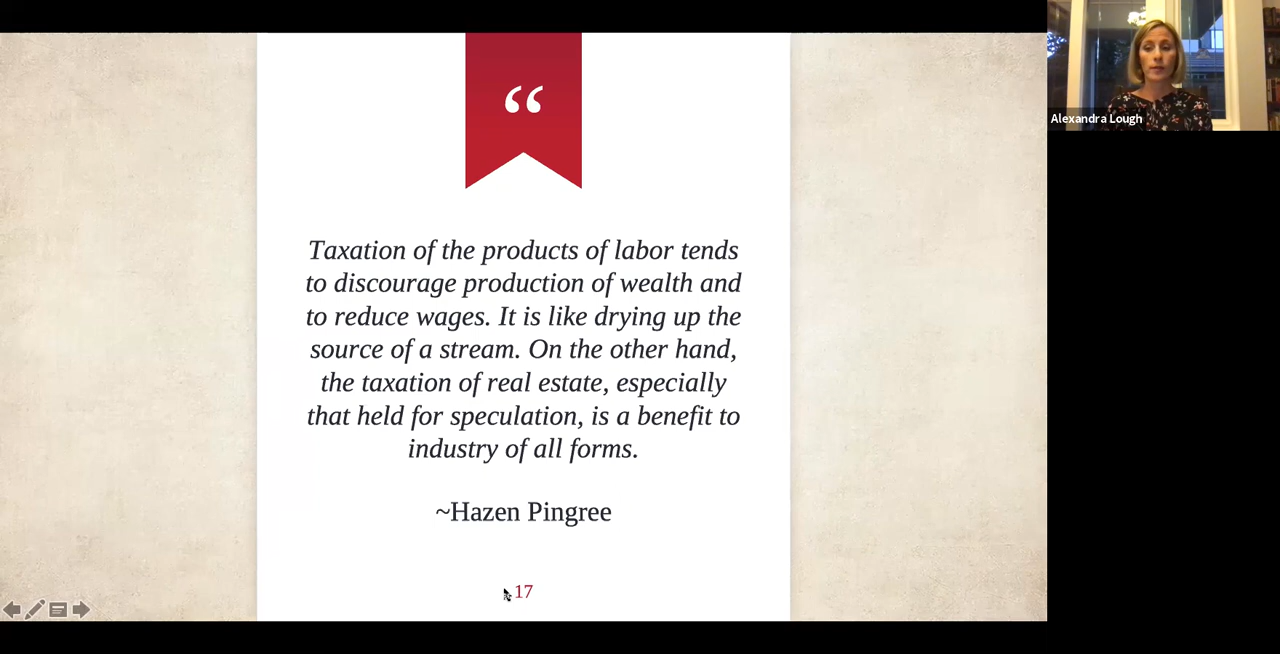 “
Taxation of the products of labor tends
to discourage production of wealth and
to reduce wages. It is like drying up the
source of a stream. On the other hand,
the taxation of real estate, especially
that held for speculation, is a benefit to
industry of all forms.
~Hazen Pingree
17
Alexandra Lough